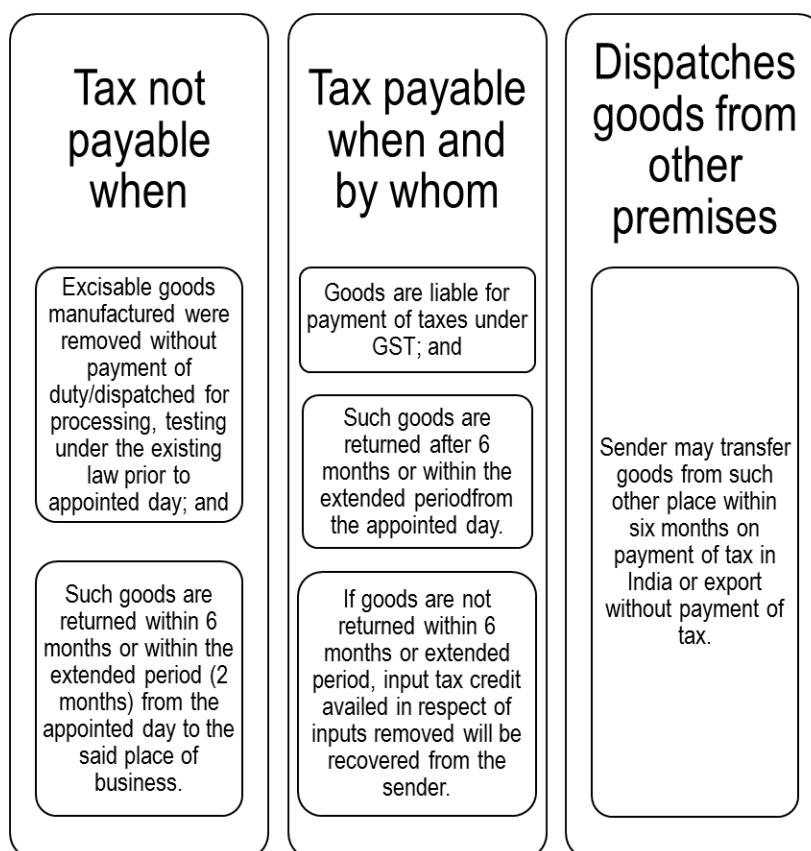 Tax not
payable
when
Excisable goods
manufactured were
removed without
payment of
duty/dispatched for
processing, testing
under the existing
law prior to
appointed day; and
Such goods are
returned within 6
months or within the
extended period (2
months) from the
appointed day to the
said place of
business.
Tax payable
when and
by whom
Goods are liable for
payment of taxes under
GST; and
Such goods are
returned after 6
months or within the
extended periodfrom
the appointed day.
If goods are not
returned within 6
months or extended
period, input tax credit
availed in respect of
inputs removed will be
recovered from the
sender.
Dispatches
goods from
other
premises
Sender may transfer
goods from such
other place within
six months on
payment of tax in
India or export
without payment of
tax.